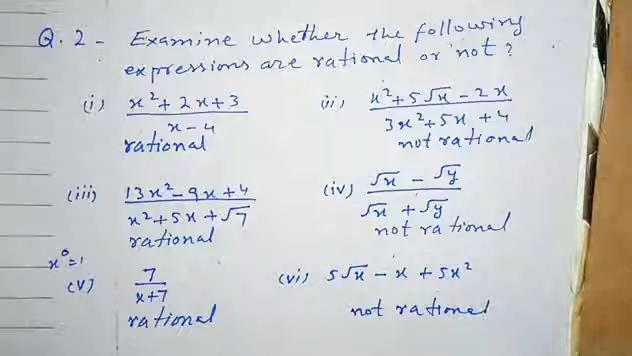 Q. 2 - Examine whether the following
expressions are rational or not?
(i) x²+2x+3 / x-4
rational
(ii) x²+5√x-2x / 3x²+5x+4
not rational
(iii) 13x²-9x+4 / x²+5x+√7
rational
(iv) √x - √y / √x + √y
not rational
x⁰=1
(v) 7 / x+7
rational
(vi) 5√x - x + 5x²
not rational